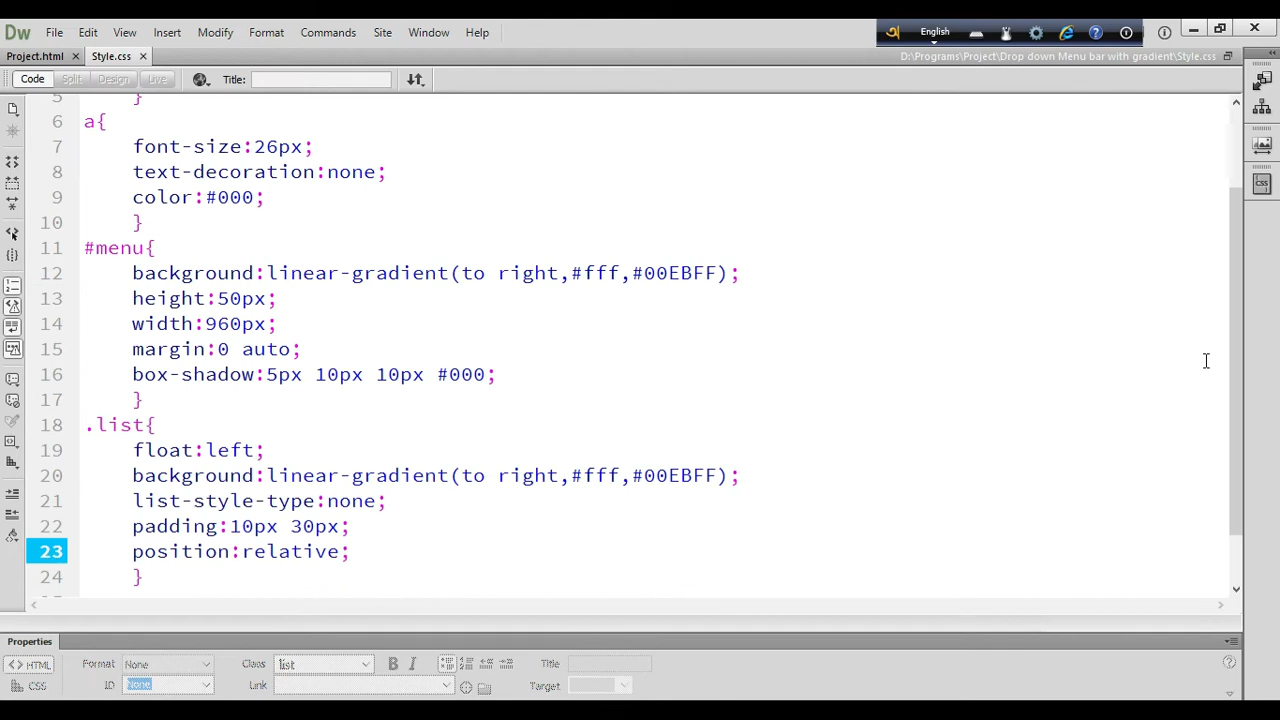 Dw File Edit View Insert Modify Format Commands Site Window Help English
Project.html × Style.css × D:\Programs\Project\Drop down Menu bar with gradient\Style.css
Code Split Design Live Title:
5 }
6 a{
7 font-size:26px;
8 text-decoration:none;
9 color:#000;
10 }
11 #menu{
12 background:linear-gradient(to right,#fff,#00EBFF);
13 height:50px;
14 width:960px;
15 margin:0 auto;
16 box-shadow:5px 10px 10px #000;
17 }
18 .list{
19 float:left;
20 background:linear-gradient(to right,#fff,#00EBFF);
21 list-style-type:none;
22 padding:10px 30px;
23 position:relative;
24 }
Properties
<> HTML Format None Class list B I Title
CSS ID None Link Target
CSS